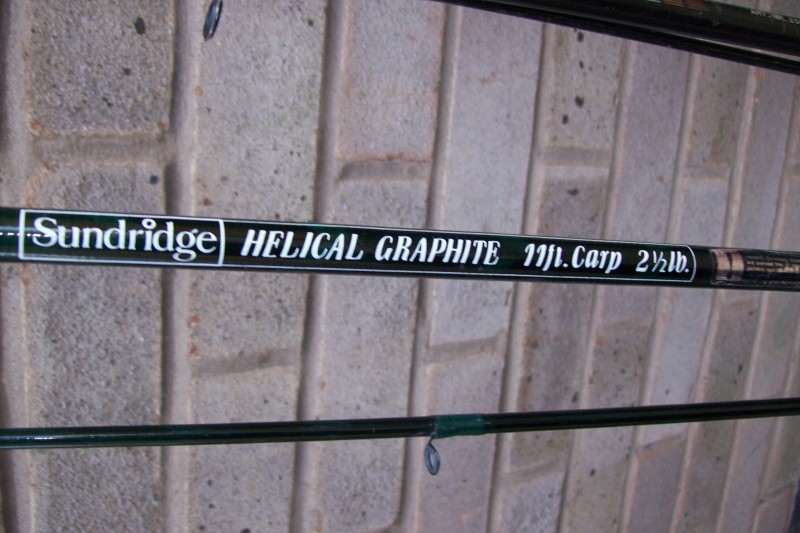 Sundridge HELICAL GRAPHITE 11ft. Carp 2½lb.